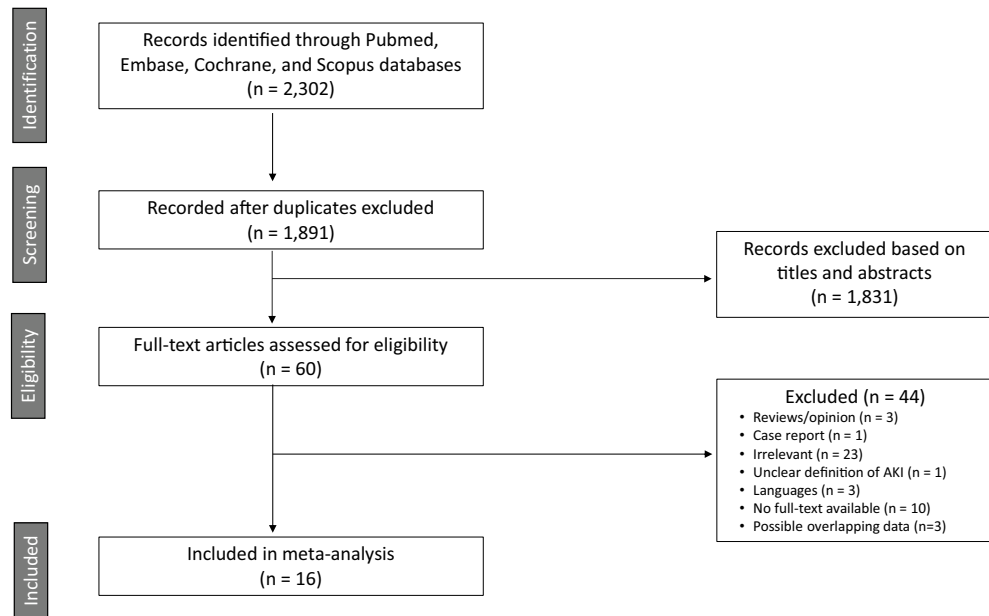 Identification
Records identified through Pubmed,
Embase, Cochrane, and Scopus databases
(n = 2,302)
Screening
Recorded after duplicates excluded
(n = 1,891)
Records excluded based on
titles and abstracts
(n = 1,831)
Eligibility
Full-text articles assessed for eligibility
(n = 60)
Excluded (n = 44)
• Reviews/opinion (n = 3)
• Case report (n = 1)
• Irrelevant (n = 23)
• Unclear definition of AKI (n = 1)
• Languages (n = 3)
• No full-text available (n = 10)
• Possible overlapping data (n=3)
Included
Included in meta-analysis
(n = 16)